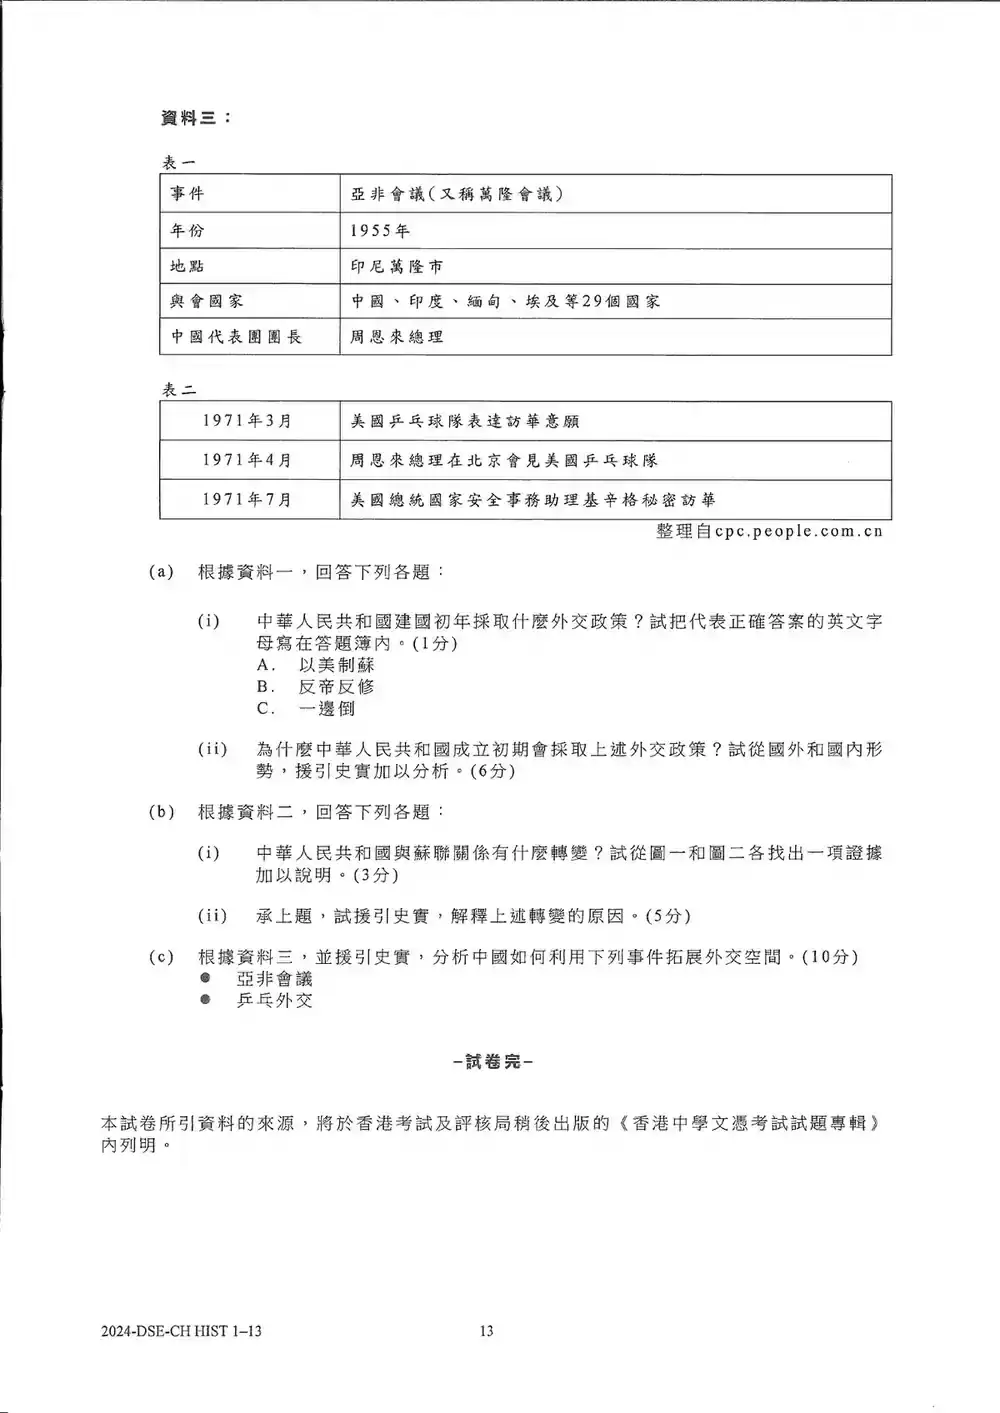 資料三：
表一
事件 亞非會議(又稱萬隆會議)
年份 1955年
地點 印尼萬隆市
與會國家 中國、印度、緬甸、埃及等29個國家
中國代表團團長 周恩來總理
表二
1971年3月 美國乒乓球隊表達訪華意願
1971年4月 周恩來總理在北京會見美國乒乓球隊
1971年7月 美國總統國家安全事務助理基辛格秘密訪華
整理自cpc.people.com.cn
(a) 根據資料一，回答下列各題：
(i) 中華人民共和國建國初年採取什麼外交政策？試把代表正確答案的英文字
母寫在答題簿內。(1分)
A. 以美制蘇
B. 反帝反修
C. 一邊倒
(ii) 為什麼中華人民共和國成立初期會採取上述外交政策？試從國外和國內形
勢，援引史實加以分析。(6分)
(b) 根據資料二，回答下列各題：
(i) 中華人民共和國與蘇聯關係有什麼轉變？試從圖一和圖二各找出一項證據
加以說明。(3分)
(ii) 承上題，試援引史實，解釋上述轉變的原因。(5分)
(c) 根據資料三，並援引史實，分析中國如何利用下列事件拓展外交空間。(10分)
● 亞非會議
● 乒乓外交
–試卷完–
本試卷所引資料的來源，將於香港考試及評核局稍後出版的《香港中學文憑考試試題專輯》
內列明。
2024-DSE-CH HIST 1–13 13